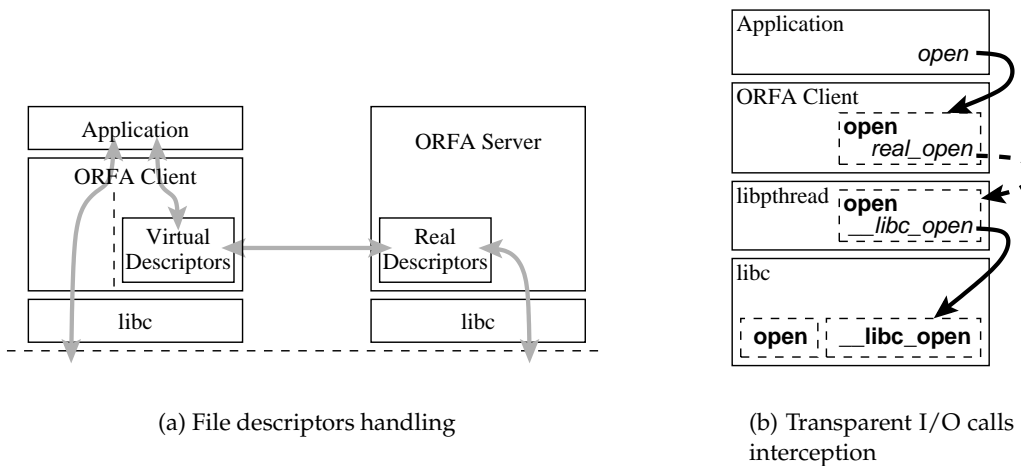 Application
ORFA Client
Virtual
Descriptors
libc
ORFA Server
Real
Descriptors
libc
(a) File descriptors handling
Application
open
ORFA Client
open
real_open
libpthread
open
__libc_open
libc
open
__libc_open
(b) Transparent I/O calls
interception